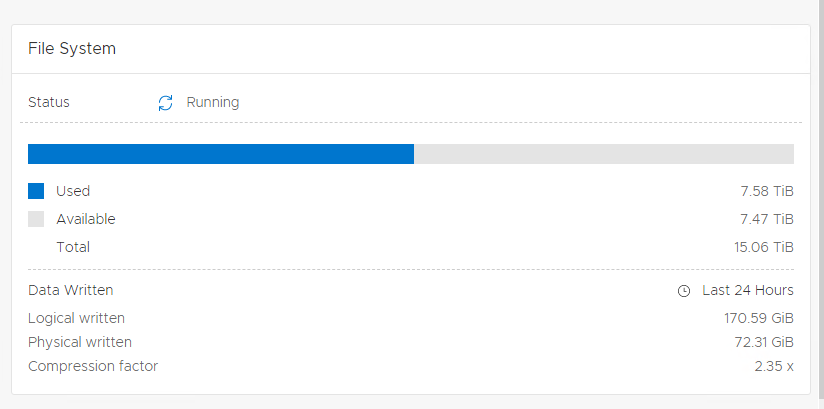 File System
Status Running
Used 7.58 TiB
Available 7.47 TiB
Total 15.06 TiB
Data Written Last 24 Hours
Logical written 170.59 GiB
Physical written 72.31 GiB
Compression factor 2.35 x